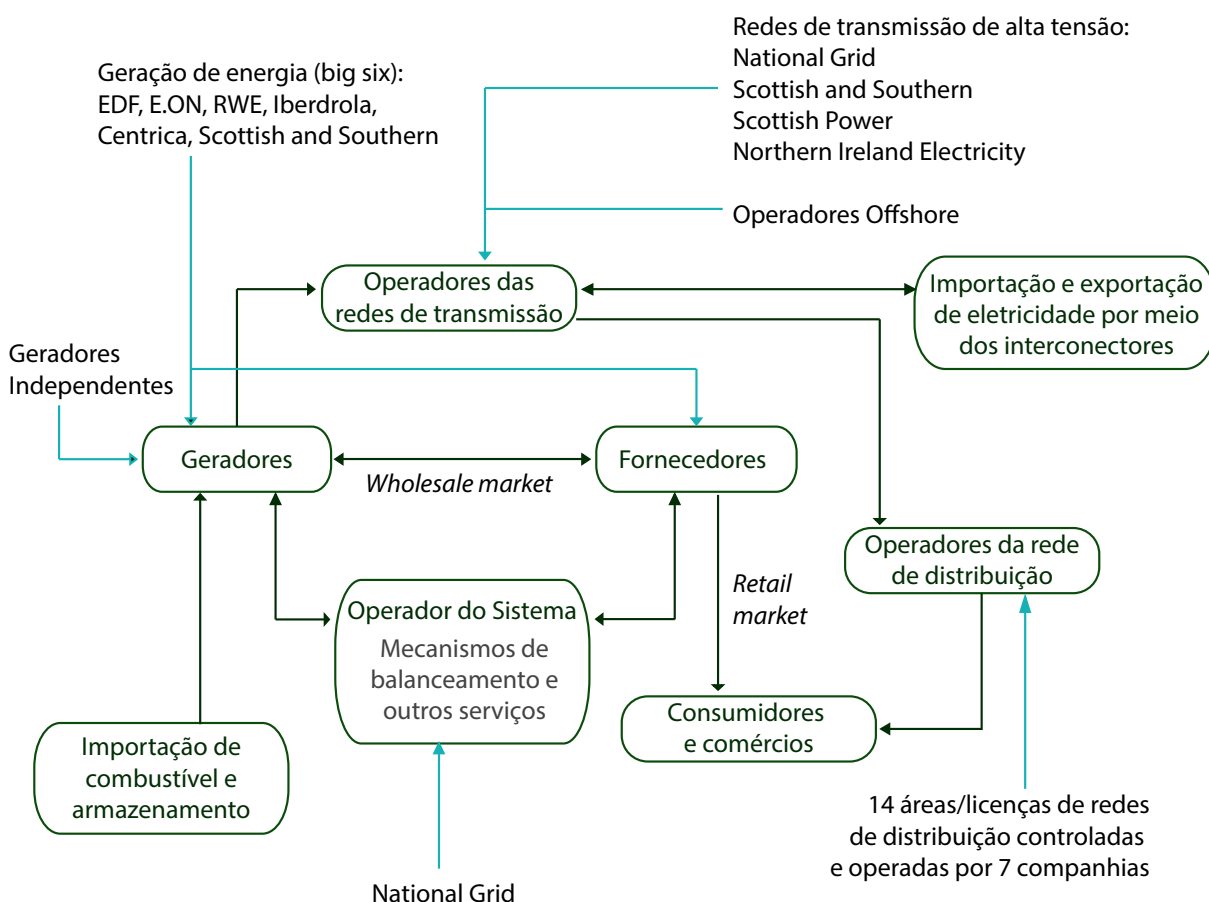 Redes de transmissão de alta tensão:
National Grid
Scottish and Southern
Scottish Power
Northern Ireland Electricity
Geração de energia (big six):
EDF, E.ON, RWE, Iberdrola,
Centrica, Scottish and Southern
Operadores Offshore
Operadores das
redes de transmissão
Importação e exportação
de eletricidade por meio
dos interconectores
Geradores
Independentes
Geradores
Wholesale market
Fornecedores
Operadores da rede
de distribuição
Retail
market
Operador do Sistema
Mecanismos de
balanceamento e
outros serviços
Consumidores
e comércios
Importação de
combustível e
armazenamento
14 áreas/licenças de redes
de distribuição controladas
e operadas por 7 companhias
National Grid